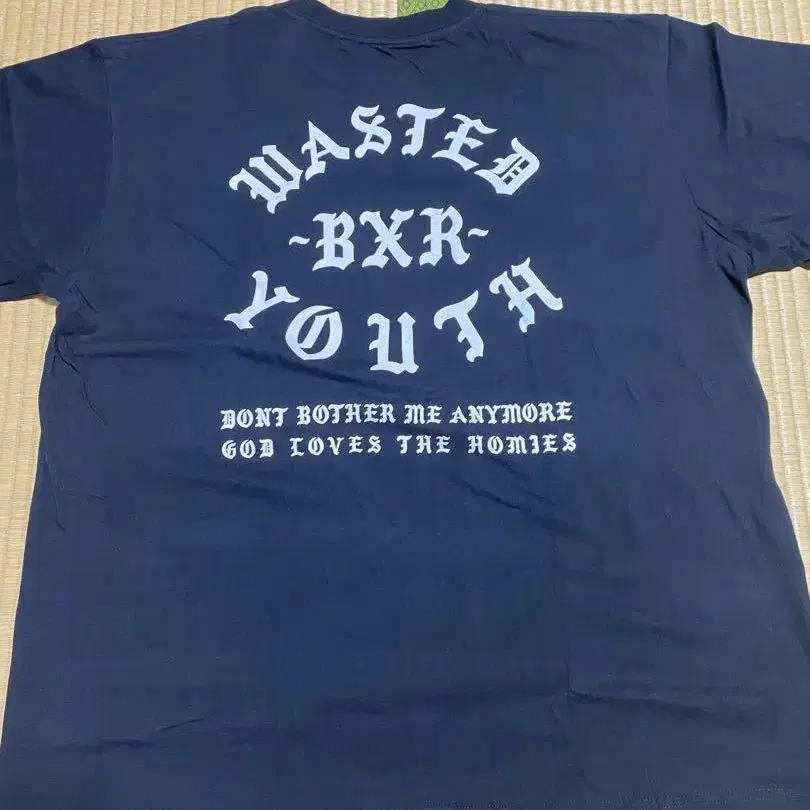 WASTED
~BXR~
YOUTH
DONT BOTHER ME ANYMORE
GOD LOVES THE HOMIES